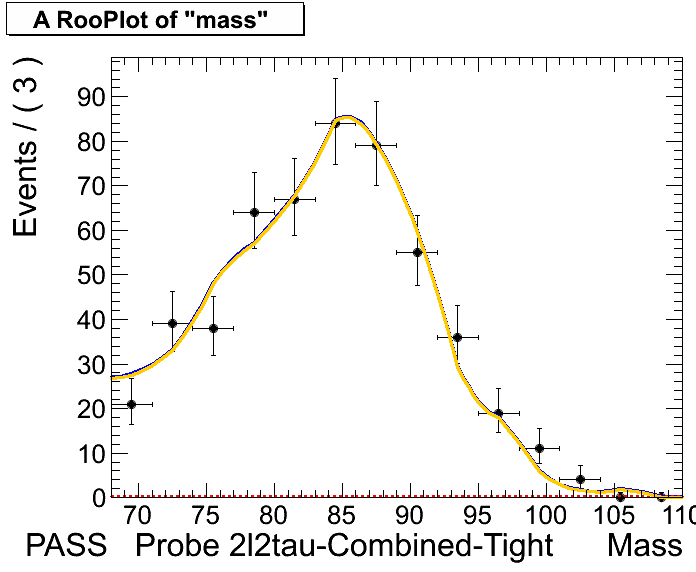 A RooPlot of "mass"
Events / ( 3 )
90
80
70
60
50
40
30
20
10
0
70 75 80 85 90 95 100 105 110
PASS Probe 2l2tau-Combined-Tight Mass